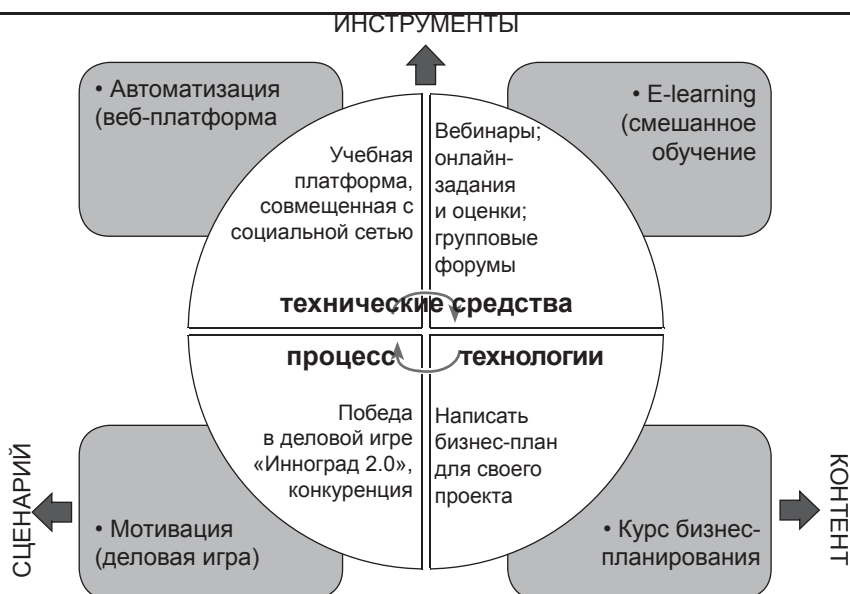 ИНСТРУМЕНТЫ
• Автоматизация
(веб-платформа
• E-learning
(смешанное
обучение
Учебная
платформа,
совмещенная с
социальной сетью
Вебинары;
онлайн-
задания
и оценки;
групповые
форумы
технические средства
процесс
технологии
Победа
в деловой игре
«Инноград 2.0»,
конкуренция
Написать
бизнес-план
для своего
проекта
СЦЕНАРИЙ
• Мотивация
(деловая игра)
• Курс бизнес-
планирования
КОНТЕНТ